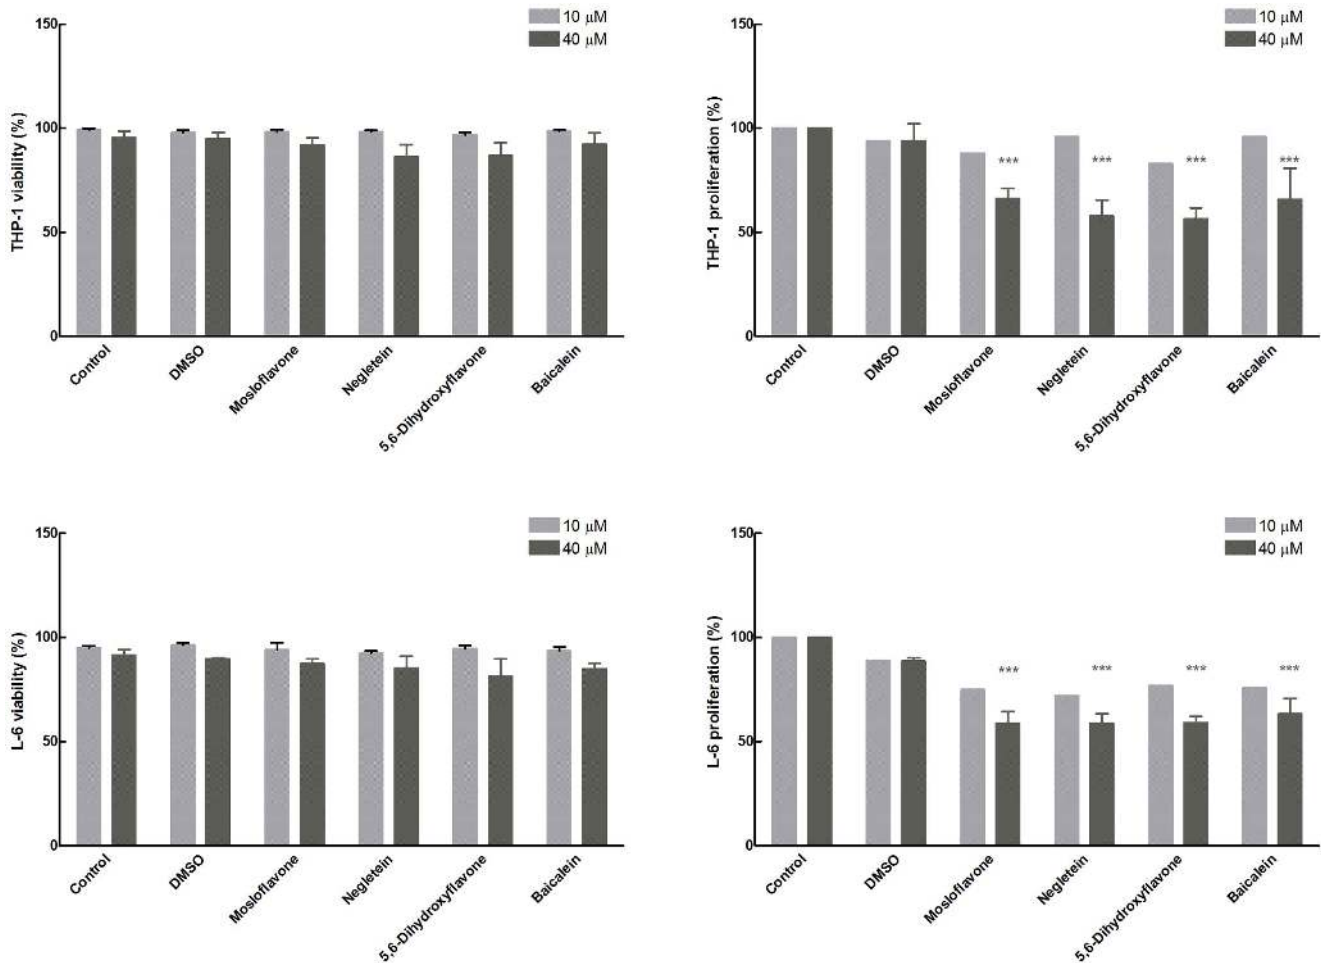 150
100
50
0
THP-1 viability (%)
10 μM
40 μM
Control
DMSO
Mosloflavone
Negletein
5,6-Dihydroxyflavone
Baicalein
150
100
50
0
THP-1 proliferation (%)
10 μM
40 μM
*** *** *** ***
Control
DMSO
Mosloflavone
Negletein
5,6-Dihydroxyflavone
Baicalein
150
100
50
0
L-6 viability (%)
10 μM
40 μM
Control
DMSO
Mosloflavone
Negletein
5,6-Dihydroxyflavone
Baicalein
150
100
50
0
L-6 proliferation (%)
10 μM
40 μM
*** *** *** ***
Control
DMSO
Mosloflavone
Negletein
5,6-Dihydroxyflavone
Baicalein